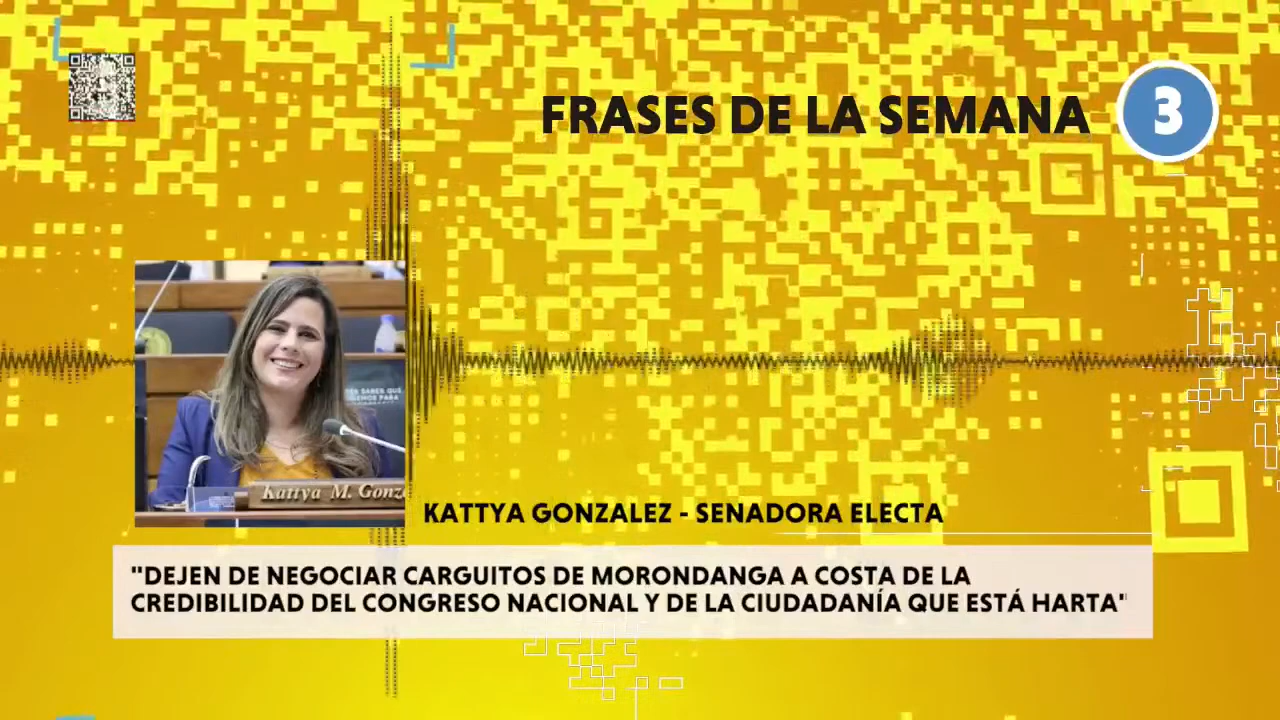 FRASES DE LA SEMANA
3
Kattya M. Gonz
KATTYA GONZALEZ - SENADORA ELECTA
"DEJEN DE NEGOCIAR CARGUITOS DE MORONDANGA A COSTA DE LA
CREDIBILIDAD DEL CONGRESO NACIONAL Y DE LA CIUDADANÍA QUE ESTÁ HARTA"